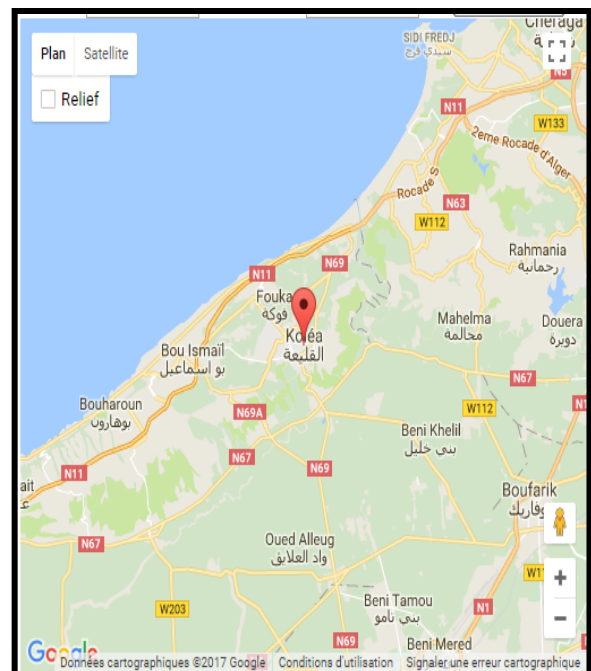 Cheraga
SIDI FREDJ
سيدي فرج
Plan Satellite
N5
Relief
N11
W133
2eme Rocade d'Alger
Rocade S
N63
W112
Rahmania
رحمانية
N69
N11
Fouka
فوكة
Mahelma
محالمة
Douera
دويرة
Koléa
القليعة
Bou Ismaïl
بو اسماعيل
N67
Bouharoun
بوهارون
N69A
W112
N1
Beni Khelil
بني خليل
N67
N69
N11
ait
Boufarik
N67
Oued Alleug
واد العلايق
+
W203
Beni Tamou
بني تامو
N1
−
N69
Beni Mered
Google
Données cartographiques ©2017 Google Conditions d'utilisation Signaler une erreur cartographique